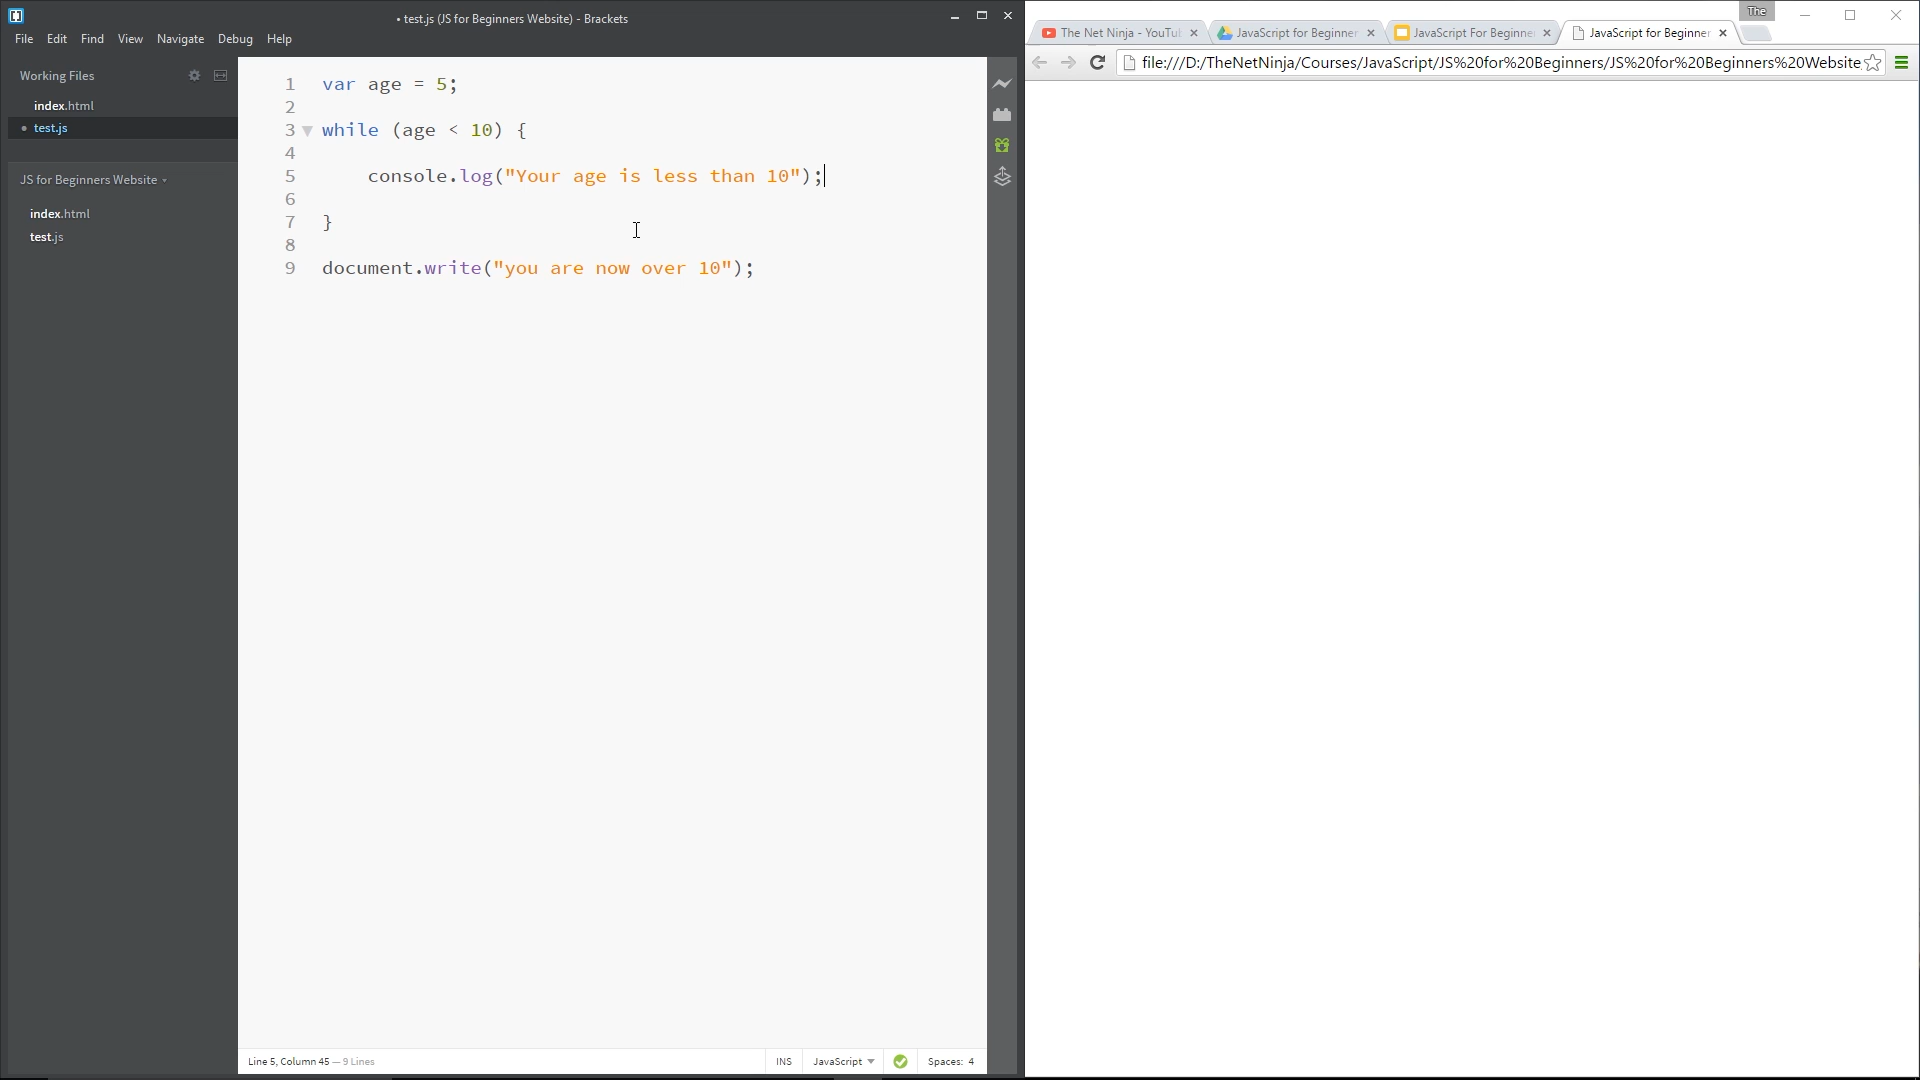 • test.js (JS for Beginners Website) - Brackets
File Edit Find View Navigate Debug Help
Working Files
index.html
• test.js
JS for Beginners Website
index.html
test.js
1 var age = 5;
2
3 while (age < 10) {
4
5 console.log("Your age is less than 10");
6
7 }
8
9 document.write("you are now over 10");
Line 5, Column 45 — 9 Lines
INS JavaScript Spaces: 4
The
The Net Ninja - YouTu JavaScript for Beginner JavaScript For Beginne JavaScript for Beginner
file:///D:/TheNetNinja/Courses/JavaScript/JS%20for%20Beginners/JS%20for%20Beginners%20Website